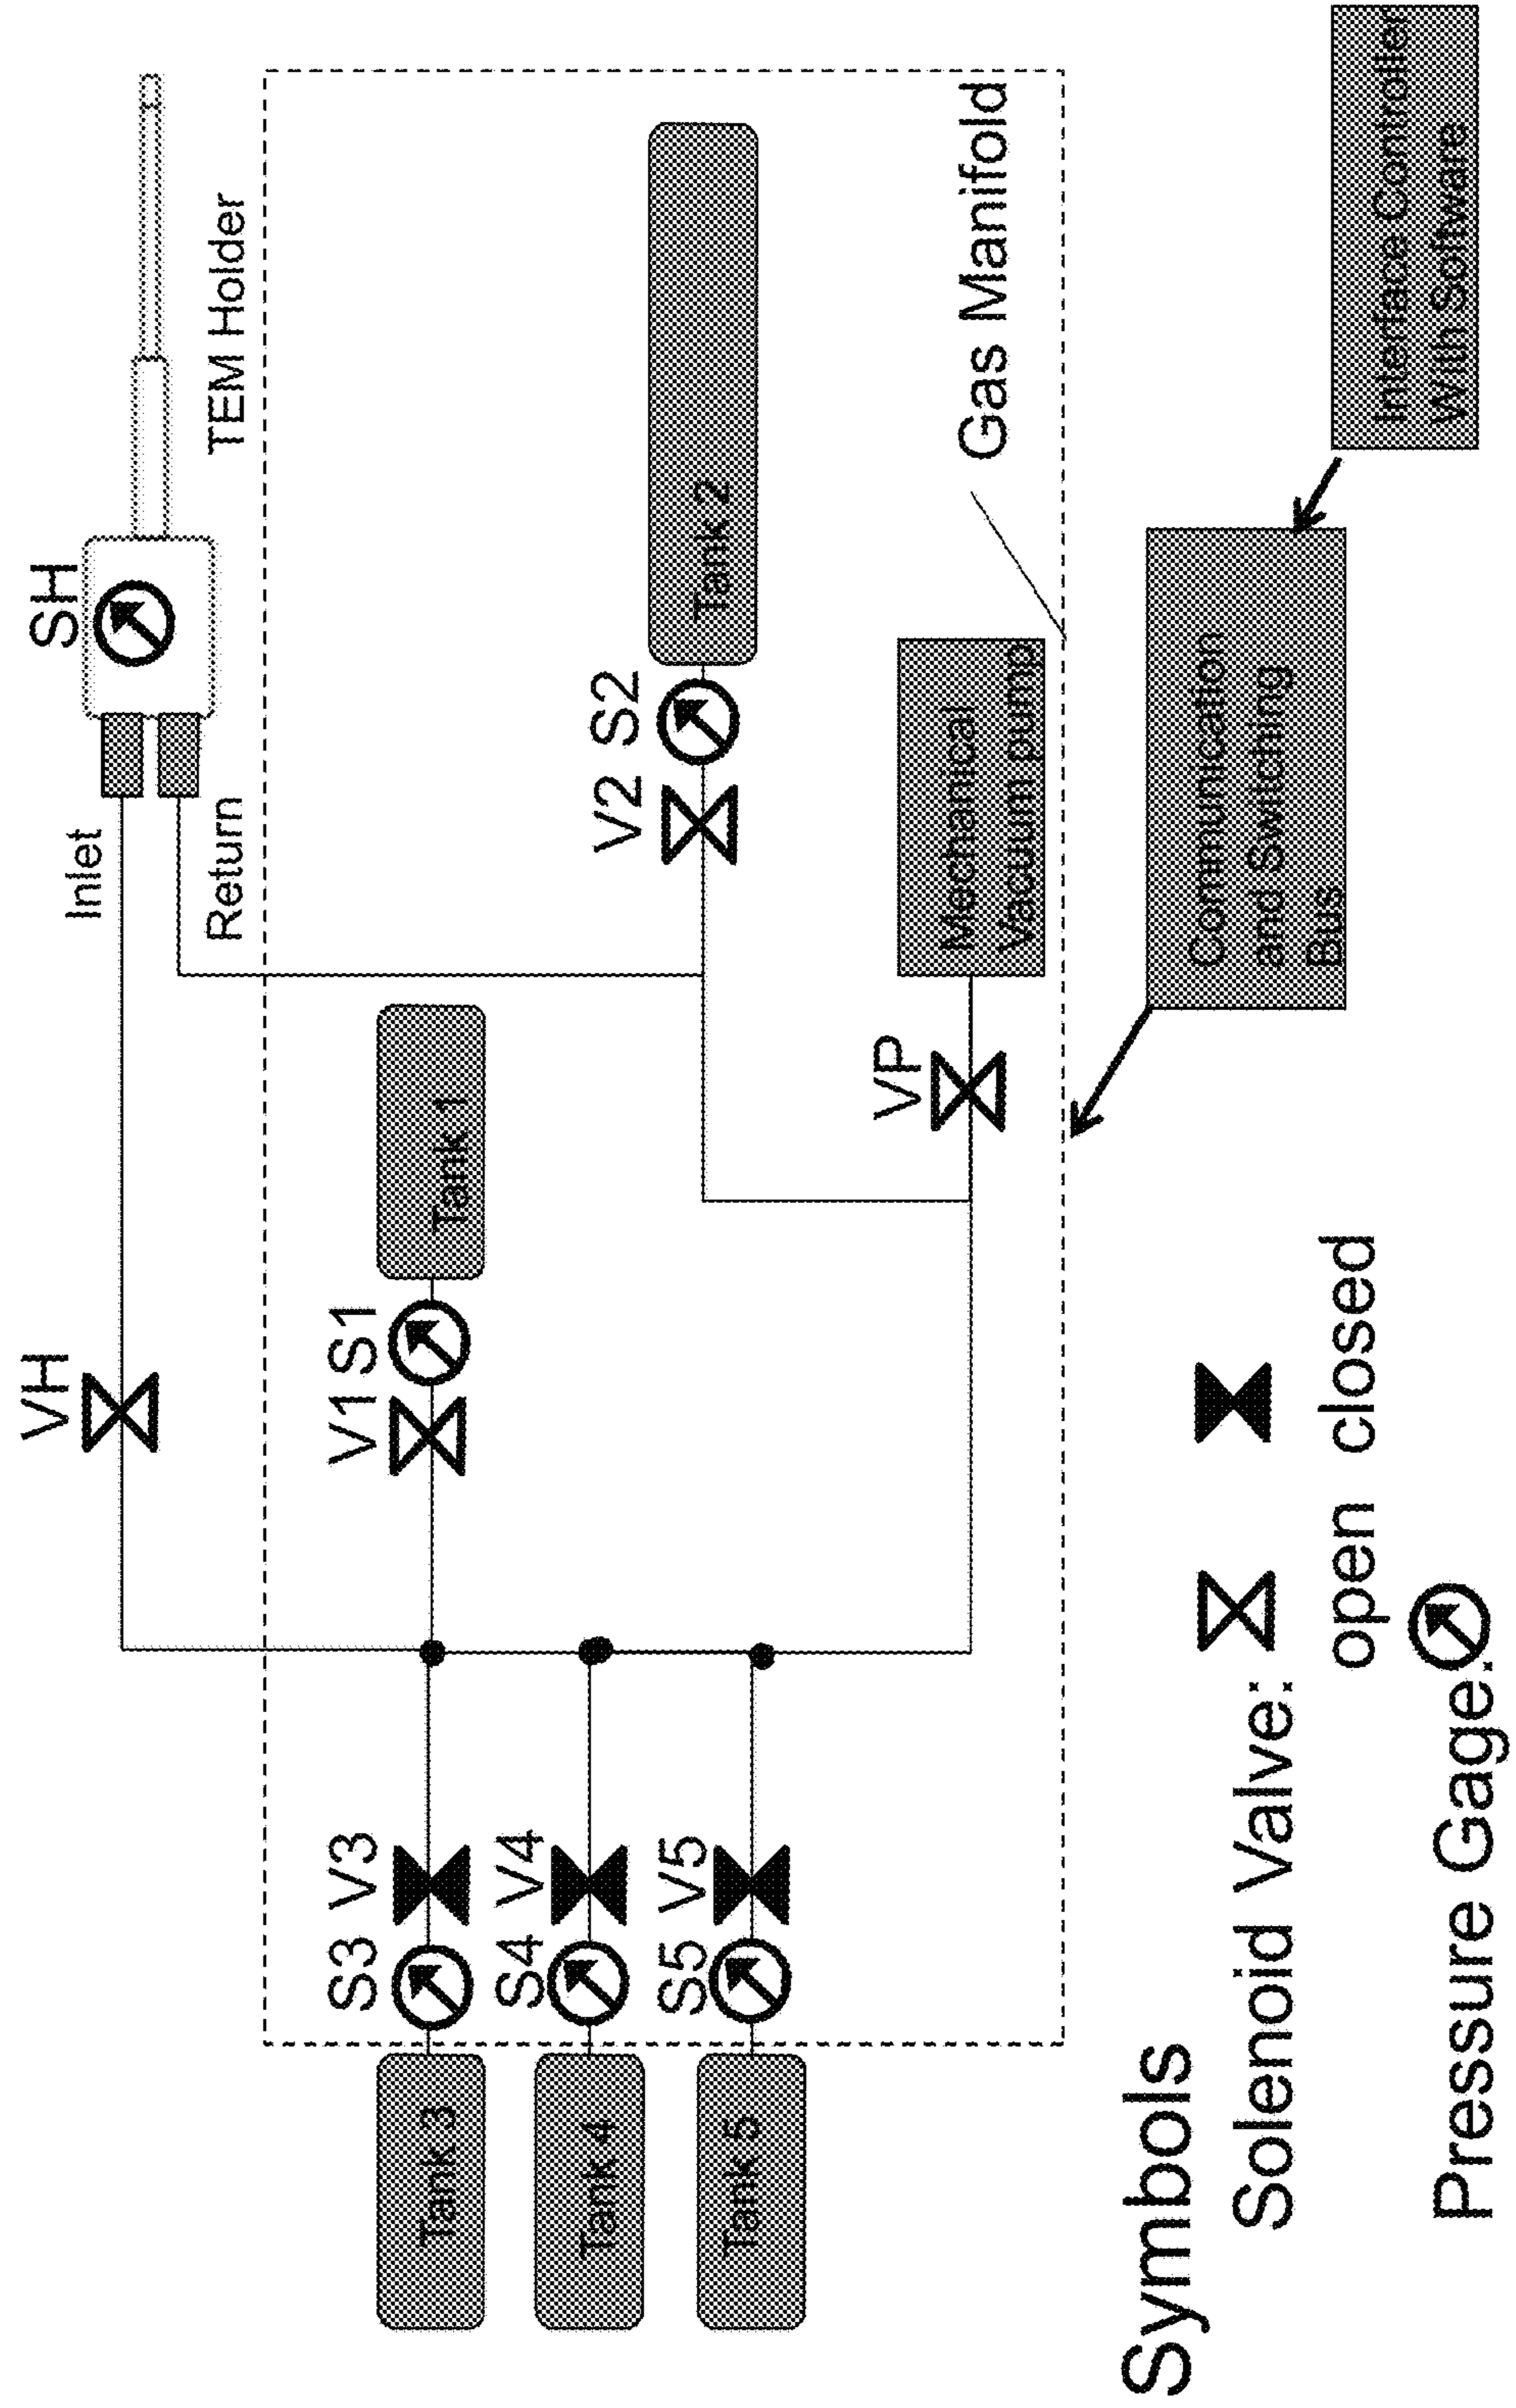 SH
TEM Holder
Inlet
Return
VH
V1 S1
Tank 1
V2 S2
Tank 2
S3 V3
Tank 3
S4 V4
Tank 4
S5 V5
Tank 5
VP
Mechanical
Vacuum pump
Gas Manifold
Communication
and Switching
Bus
Interface Controller
With Software
Symbols
Solenoid Valve:
open closed
Pressure Gage: